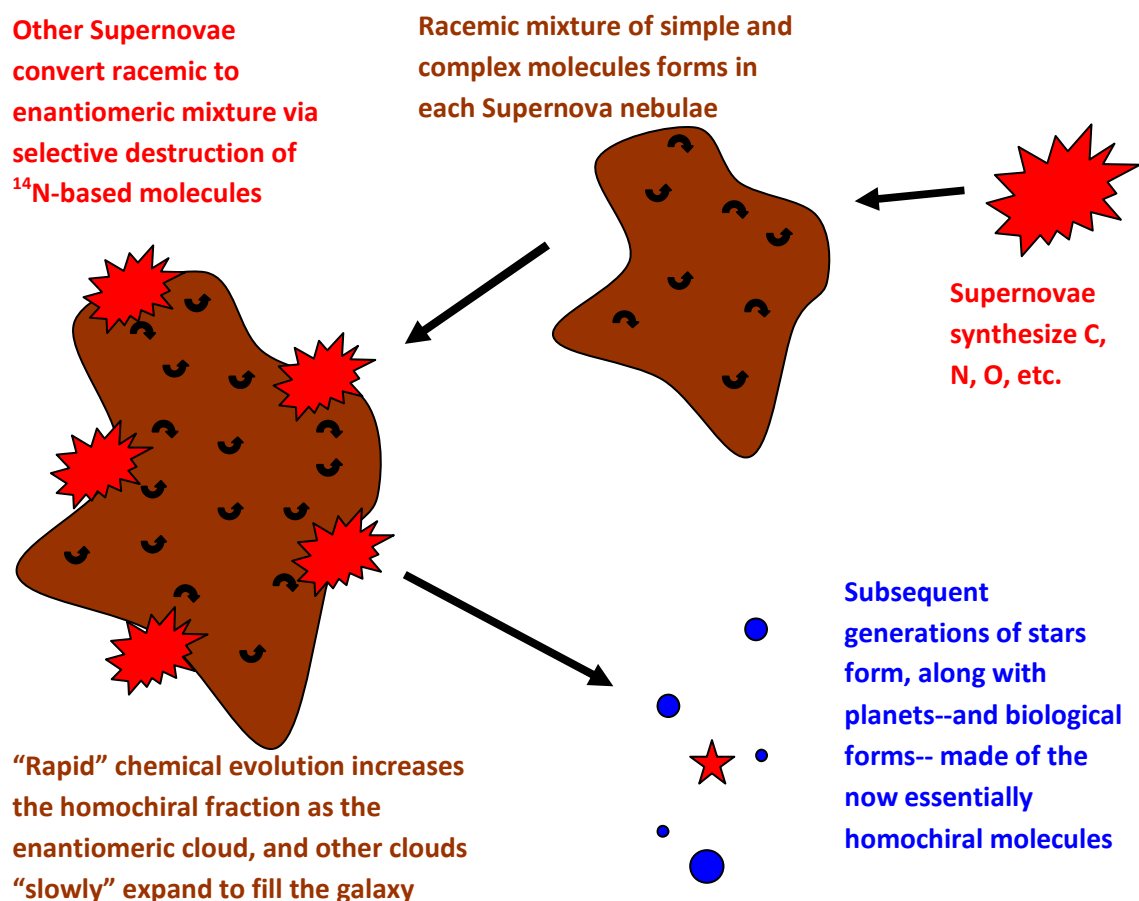 Other Supernovae
convert racemic to
enantiomeric mixture via
selective destruction of
¹⁴N-based molecules
Racemic mixture of simple and
complex molecules forms in
each Supernova nebulae
Supernovae
synthesize C,
N, O, etc.
“Rapid” chemical evolution increases
the homochiral fraction as the
enantiomeric cloud, and other clouds
“slowly” expand to fill the galaxy
Subsequent
generations of stars
form, along with
planets--and biological
forms-- made of the
now essentially
homochiral molecules